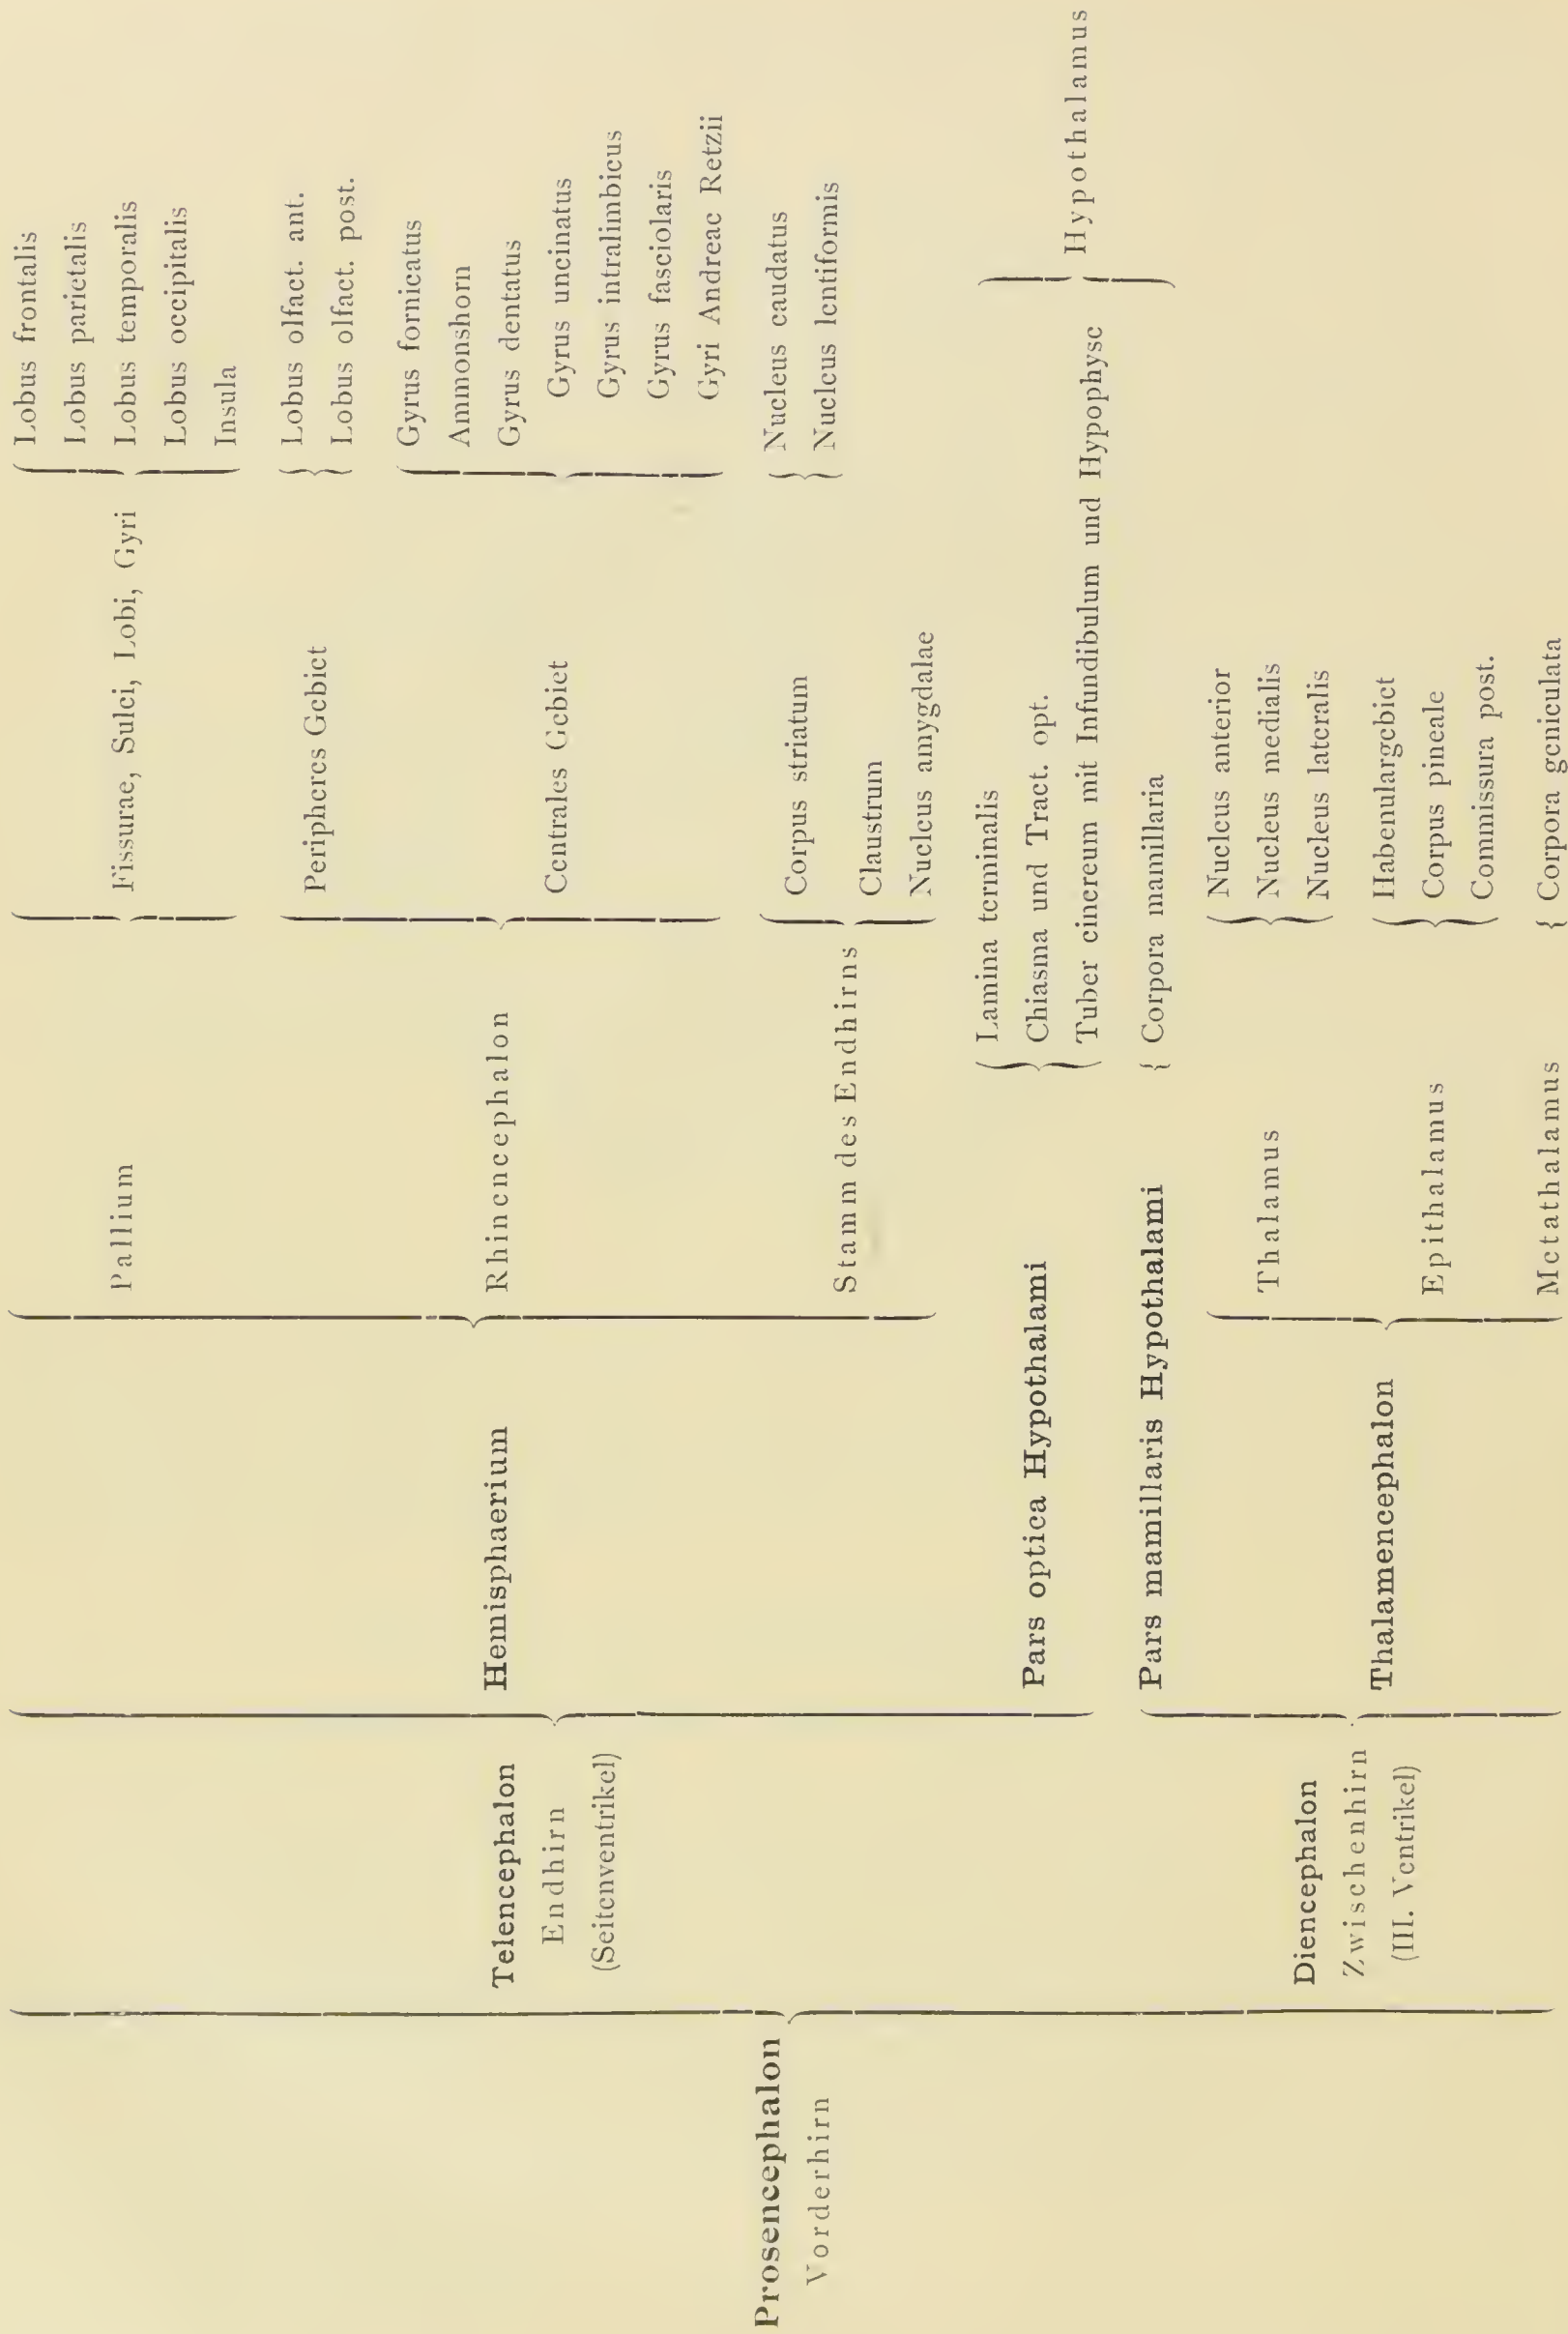 Prosencephalon
Vorderhirn
Telencephalon
Endhirn
(Seitenventrikel)
Hemisphaerium
Pallium
Fissurae, Sulci, Lobi, Gyri
Lobus frontalis
Lobus parietalis
Lobus temporalis
Lobus occipitalis
Insula
Rhinencephalon
Peripheres Gebiet
Lobus olfact. ant.
Lobus olfact. post.
Centrales Gebiet
Gyrus fornicatus
Ammonshorn
Gyrus dentatus
Gyrus uncinatus
Gyrus intralimbicus
Gyrus fasciolaris
Gyri Andreae Retzii
Stamm des Endhirns
Corpus striatum
Nucleus caudatus
Nucleus lentiformis
Claustrum
Nucleus amygdalae
Pars optica Hypothalami
Lamina terminalis
Chiasma und Tract. opt.
Tuber cinereum mit Infundibulum und Hypophyse
Hypothalamus
Diencephalon
Zwischenhirn
(III. Ventrikel)
Pars mamillaris Hypothalami
Corpora mamillaria
Thalamencephalon
Thalamus
Nucleus anterior
Nucleus medialis
Nucleus lateralis
Epithalamus
Habenulargebiet
Corpus pineale
Commissura post.
Metathalamus
Corpora geniculata